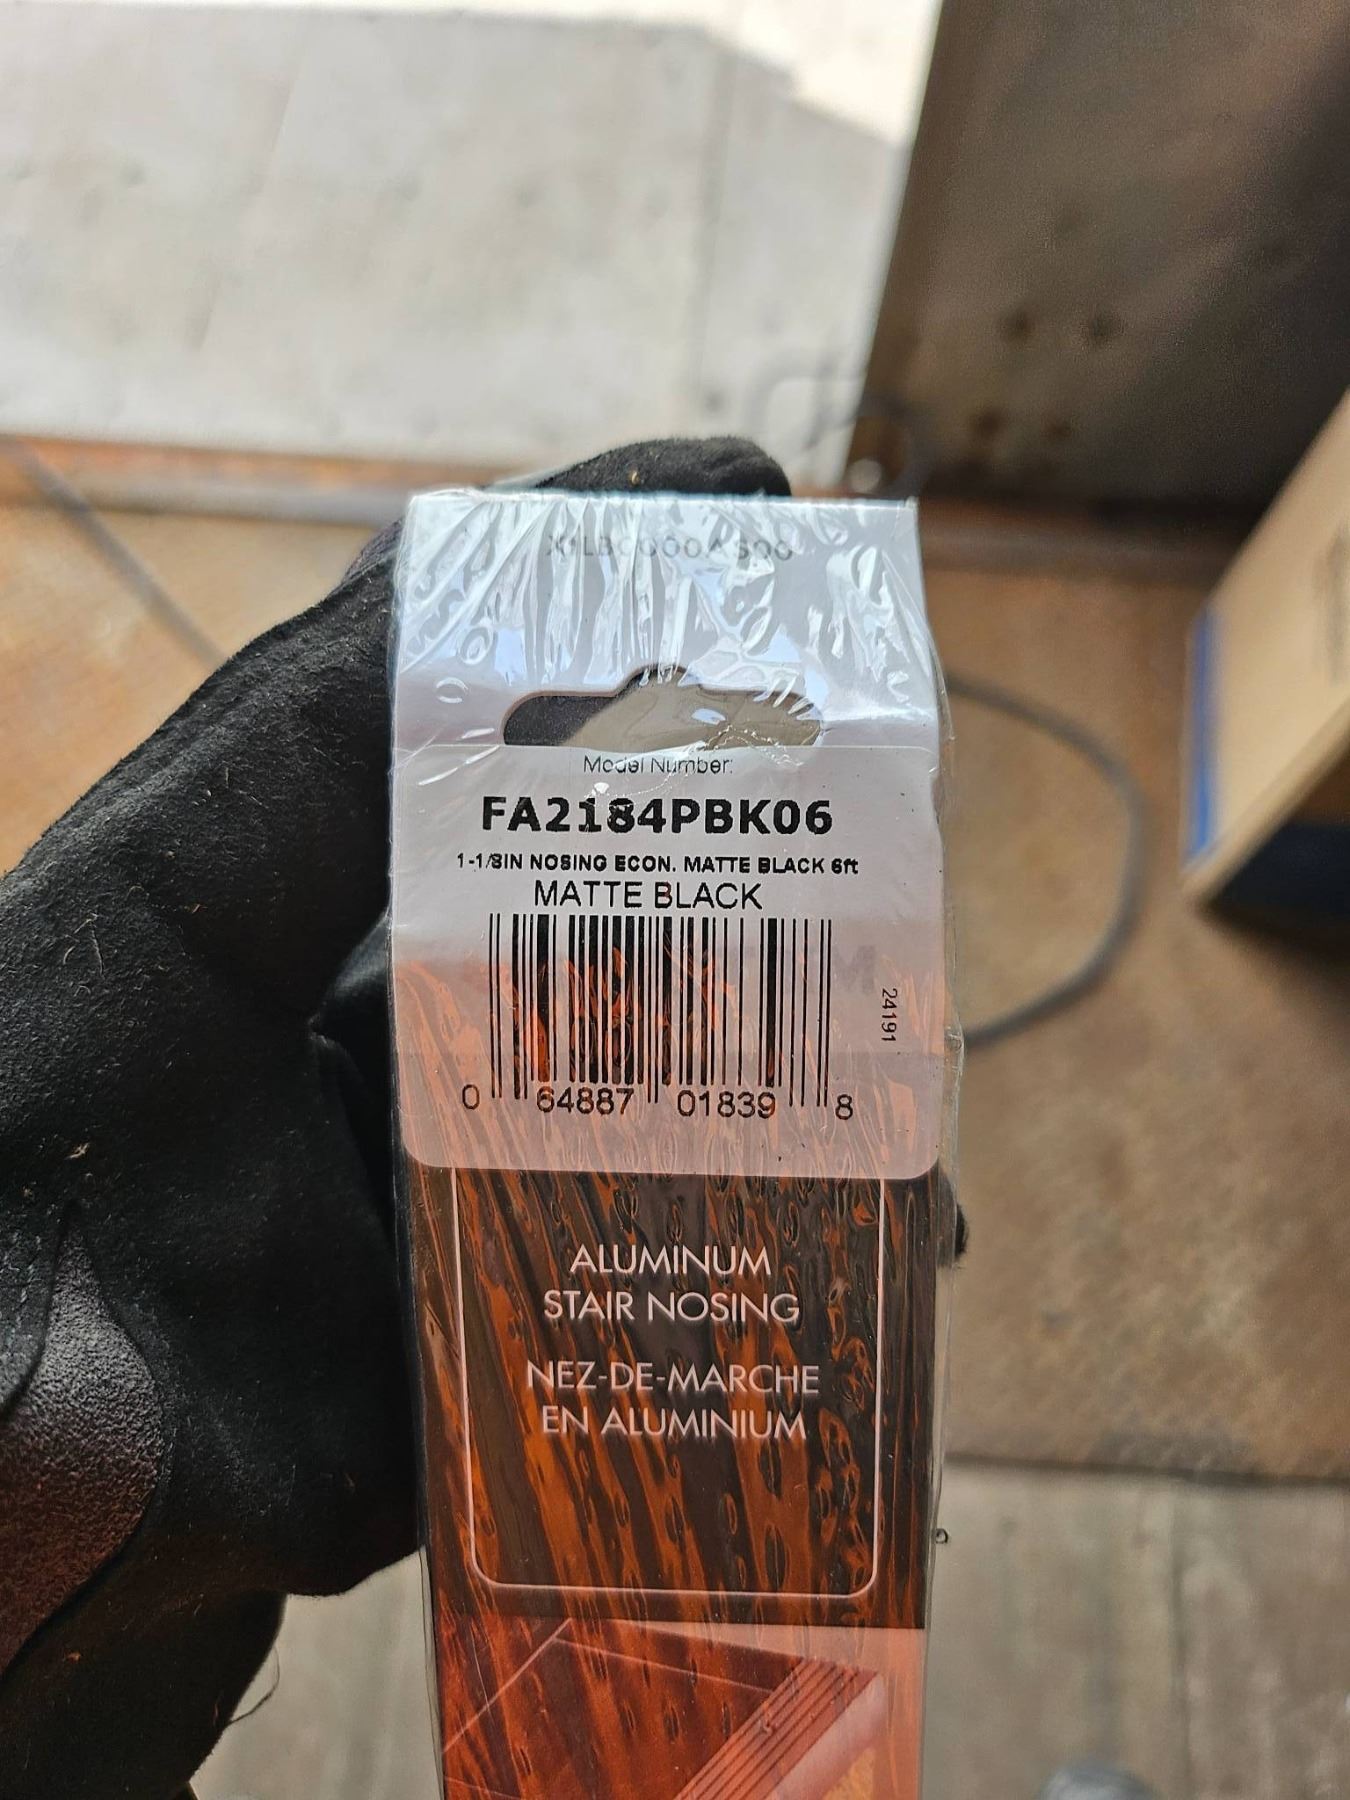 Model Number:
FA2184PBK06
1-1/8IN NOSING ECON. MATTE BLACK 6ft
MATTE BLACK
24191
0 64887 01839 8
ALUMINUM
STAIR NOSING
NEZ-DE-MARCHE
EN ALUMINIUM